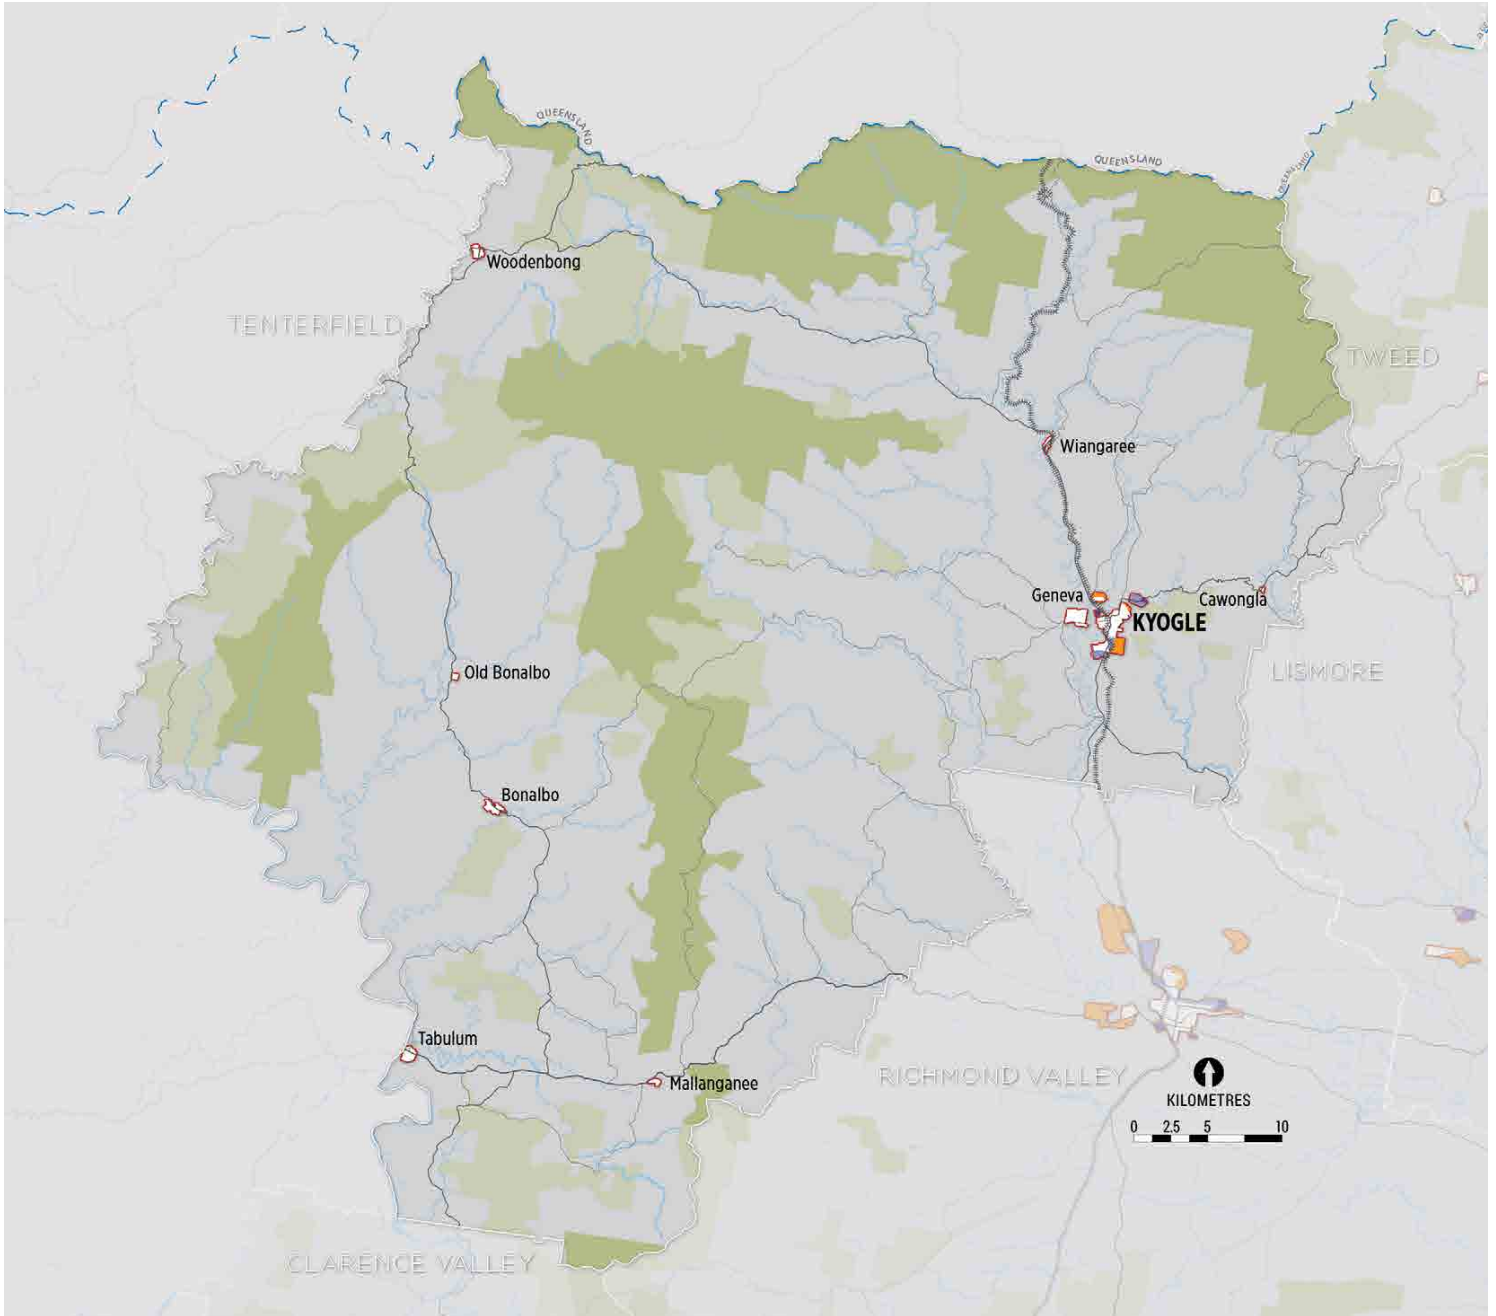 QUEENSLAND
QUEENSLAND
QUEENSLAND
Woodenbong
TENTERFIELD
TWEED
Wiangaree
Geneva
Cawongla
KYOGLE
LISMORE
Old Bonalbo
Bonalbo
Tabulum
Mallanganee
RICHMOND VALLEY
KILOMETRES
0 2.5 5 10
CLARENCE VALLEY